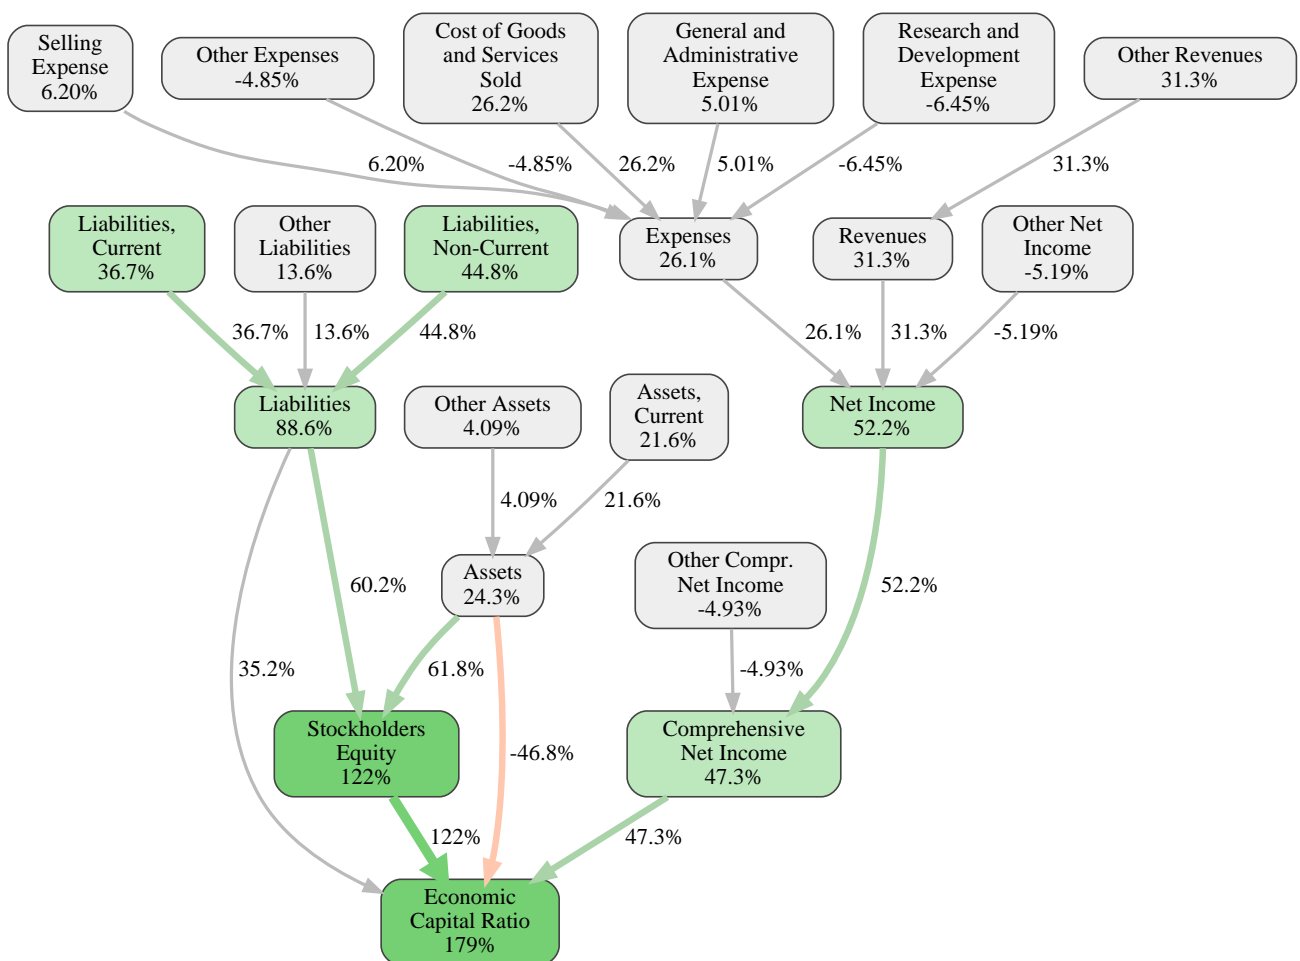 Selling
Expense
6.20%
Other Expenses
-4.85%
Cost of Goods
and Services
Sold
26.2%
General and
Administrative
Expense
5.01%
Research and
Development
Expense
-6.45%
Other Revenues
31.3%
6.20%
-4.85%
26.2%
5.01%
-6.45%
31.3%
Liabilities,
Current
36.7%
Other
Liabilities
13.6%
Liabilities,
Non-Current
44.8%
Expenses
26.1%
Revenues
31.3%
Other Net
Income
-5.19%
36.7%
13.6%
44.8%
26.1%
31.3%
-5.19%
Liabilities
88.6%
Other Assets
4.09%
Assets,
Current
21.6%
Net Income
52.2%
4.09%
21.6%
Assets
24.3%
Other Compr.
Net Income
-4.93%
60.2%
52.2%
35.2%
61.8%
-4.93%
Stockholders
Equity
122%
-46.8%
Comprehensive
Net Income
47.3%
122%
47.3%
Economic
Capital Ratio
179%